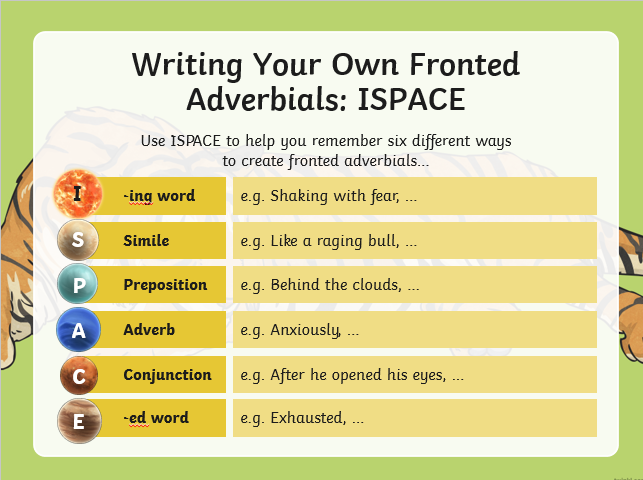 Writing Your Own Fronted
Adverbials: ISPACE
Use ISPACE to help you remember six different ways
to create fronted adverbials...
I -ing word e.g. Shaking with fear, ...
S Simile e.g. Like a raging bull, ...
P Preposition e.g. Behind the clouds, ...
A Adverb e.g. Anxiously, ...
C Conjunction e.g. After he opened his eyes, ...
E -ed word e.g. Exhausted, ...